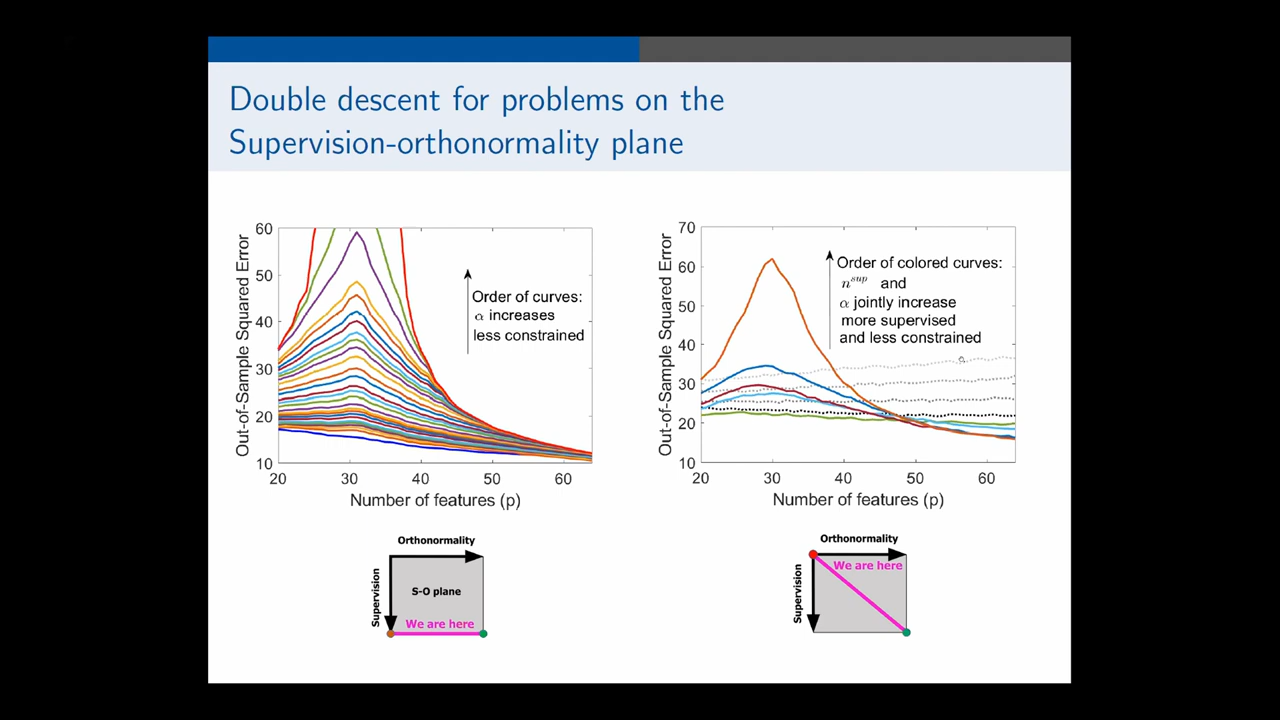 Double descent for problems on the
Supervision-orthonormality plane
Out-of-Sample Squared Error
60
50
40
30
20
10
Order of curves:
α increases
less constrained
20
30
40
50
60
Number of features (p)
Orthonormality
Supervision
S-O plane
We are here
Out-of-Sample Squared Error
70
60
50
40
30
20
10
Order of colored curves:
n^sup and
α jointly increase
more supervised
and less constrained
20
30
40
50
60
Number of features (p)
Orthonormality
We are here
Supervision